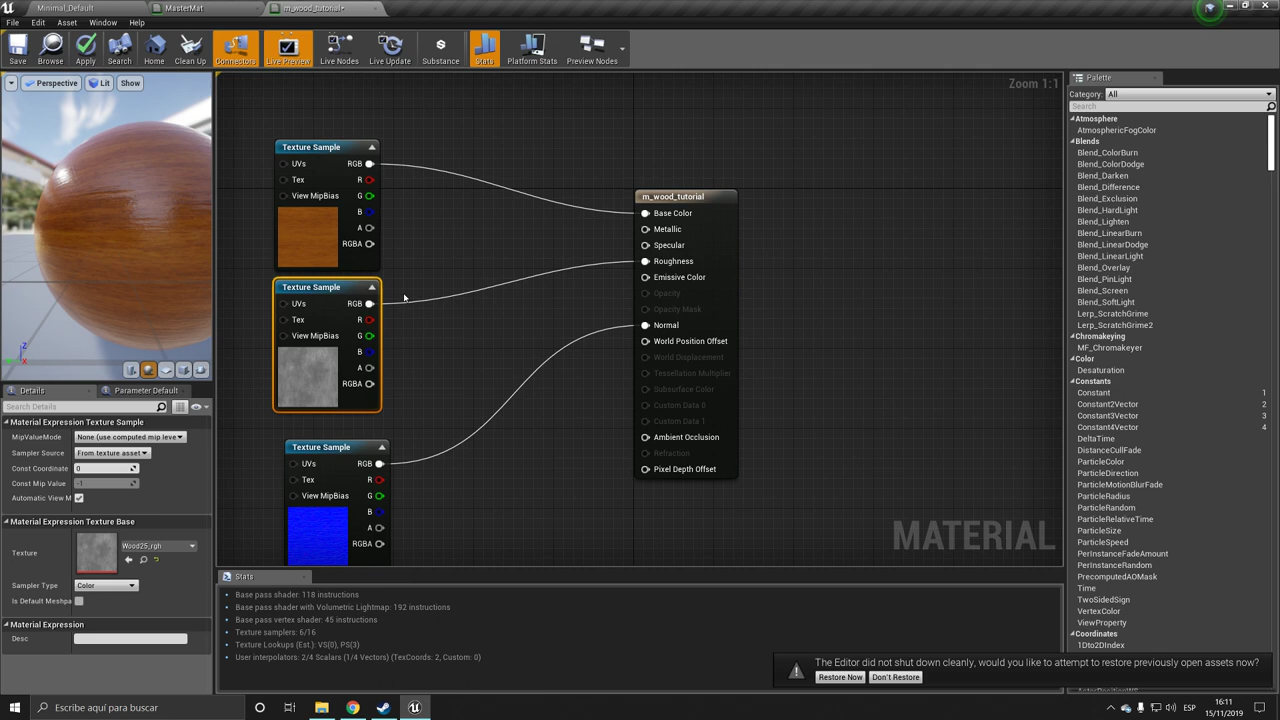 Minimal_Default
MasterMat
m_wood_tutorial*
File Edit Asset Window Help
Save Browse Apply Search Home Clean Up Connectors Live Preview Live Nodes Live Update Substance Stats Platform Stats Preview Nodes
Perspective Lit Show
Zoom 1:1
Texture Sample
UVs RGB
Tex R
View MipBias G
B
A
RGBA
Texture Sample
UVs RGB
Tex R
View MipBias G
B
A
RGBA
Texture Sample
UVs RGB
Tex R
View MipBias G
B
A
RGBA
m_wood_tutorial
Base Color
Metallic
Specular
Roughness
Emissive Color
Opacity
Opacity Mask
Normal
World Position Offset
World Displacement
Tessellation Multiplier
Subsurface Color
Custom Data 0
Custom Data 1
Ambient Occlusion
Refraction
Pixel Depth Offset
MATERIAL
Details Parameter Default
Search Details
Material Expression Texture Sample
MipValueMode None (use computed mip leve
Sampler Source From texture asset
Const Coordinate 0
Const Mip Value -1
Automatic View M
Material Expression Texture Base
Texture Wood25_rgh
Sampler Type Color
Is Default Meshpa
Material Expression
Desc
Stats
Base pass shader: 118 instructions
Base pass shader with Volumetric Lightmap: 192 instructions
Base pass vertex shader: 45 instructions
Texture samplers: 6/16
Texture Lookups (Est.): VS(0), PS(3)
User interpolators: 2/4 Scalars (1/4 Vectors) (TexCoords: 2, Custom: 0)
Palette
Category: All
Search
Atmosphere
AtmosphericFogColor
Blends
Blend_ColorBurn
Blend_ColorDodge
Blend_Darken
Blend_Difference
Blend_Exclusion
Blend_HardLight
Blend_Lighten
Blend_LinearBurn
Blend_LinearDodge
Blend_LinearLight
Blend_Overlay
Blend_PinLight
Blend_Screen
Blend_SoftLight
Lerp_ScratchGrime
Lerp_ScratchGrime2
Chromakeying
MF_Chromakeyer
Color
Desaturation
Constants
Constant 1
Constant2Vector 2
Constant3Vector 3
Constant4Vector 4
DeltaTime
DistanceCullFade
ParticleColor
ParticleDirection
ParticleMotionBlurFade
ParticleRadius
ParticleRandom
ParticleRelativeTime
ParticleSize
ParticleSpeed
PerInstanceFadeAmount
PerInstanceRandom
PrecomputedAOMask
Time
TwoSidedSign
VertexColor
ViewProperty
Coordinates
1Dto2DIndex
The Editor did not shut down cleanly, would you like to attempt to restore previously open assets now?
Restore Now Don't Restore
Escribe aquí para buscar
ESP
16:11
15/11/2019